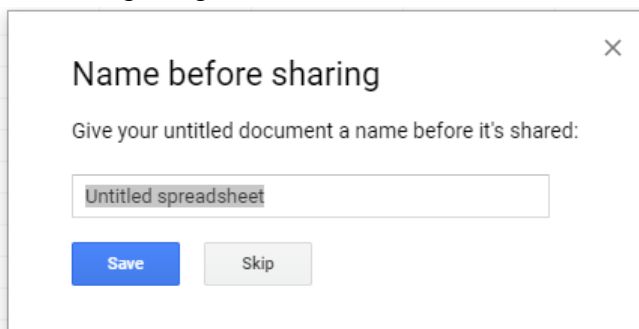 Name before sharing
Give your untitled document a name before it's shared:
Untitled spreadsheet
Save Skip